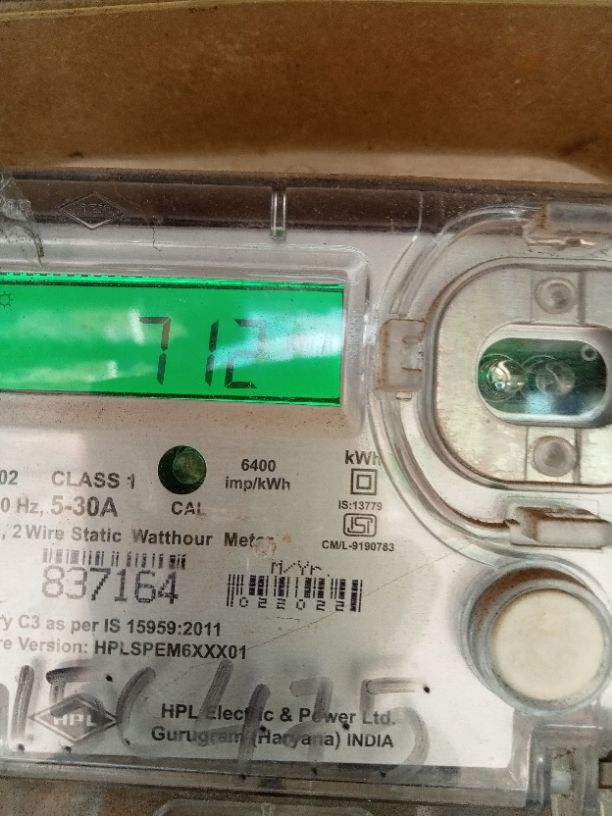 712
02 CLASS 1
6400
imp/kWh
kWh
0 Hz, 5-30A
CAL
IS:13779
ISI
CM/L-9190783
, 2 Wire Static Watthour Meter
M/Yr.
837164
022022
y C3 as per IS 15959:2011
re Version: HPLSPEM6XXX01
HPL
HPL Electric & Power Ltd.
Gurugram (Haryana) INDIA